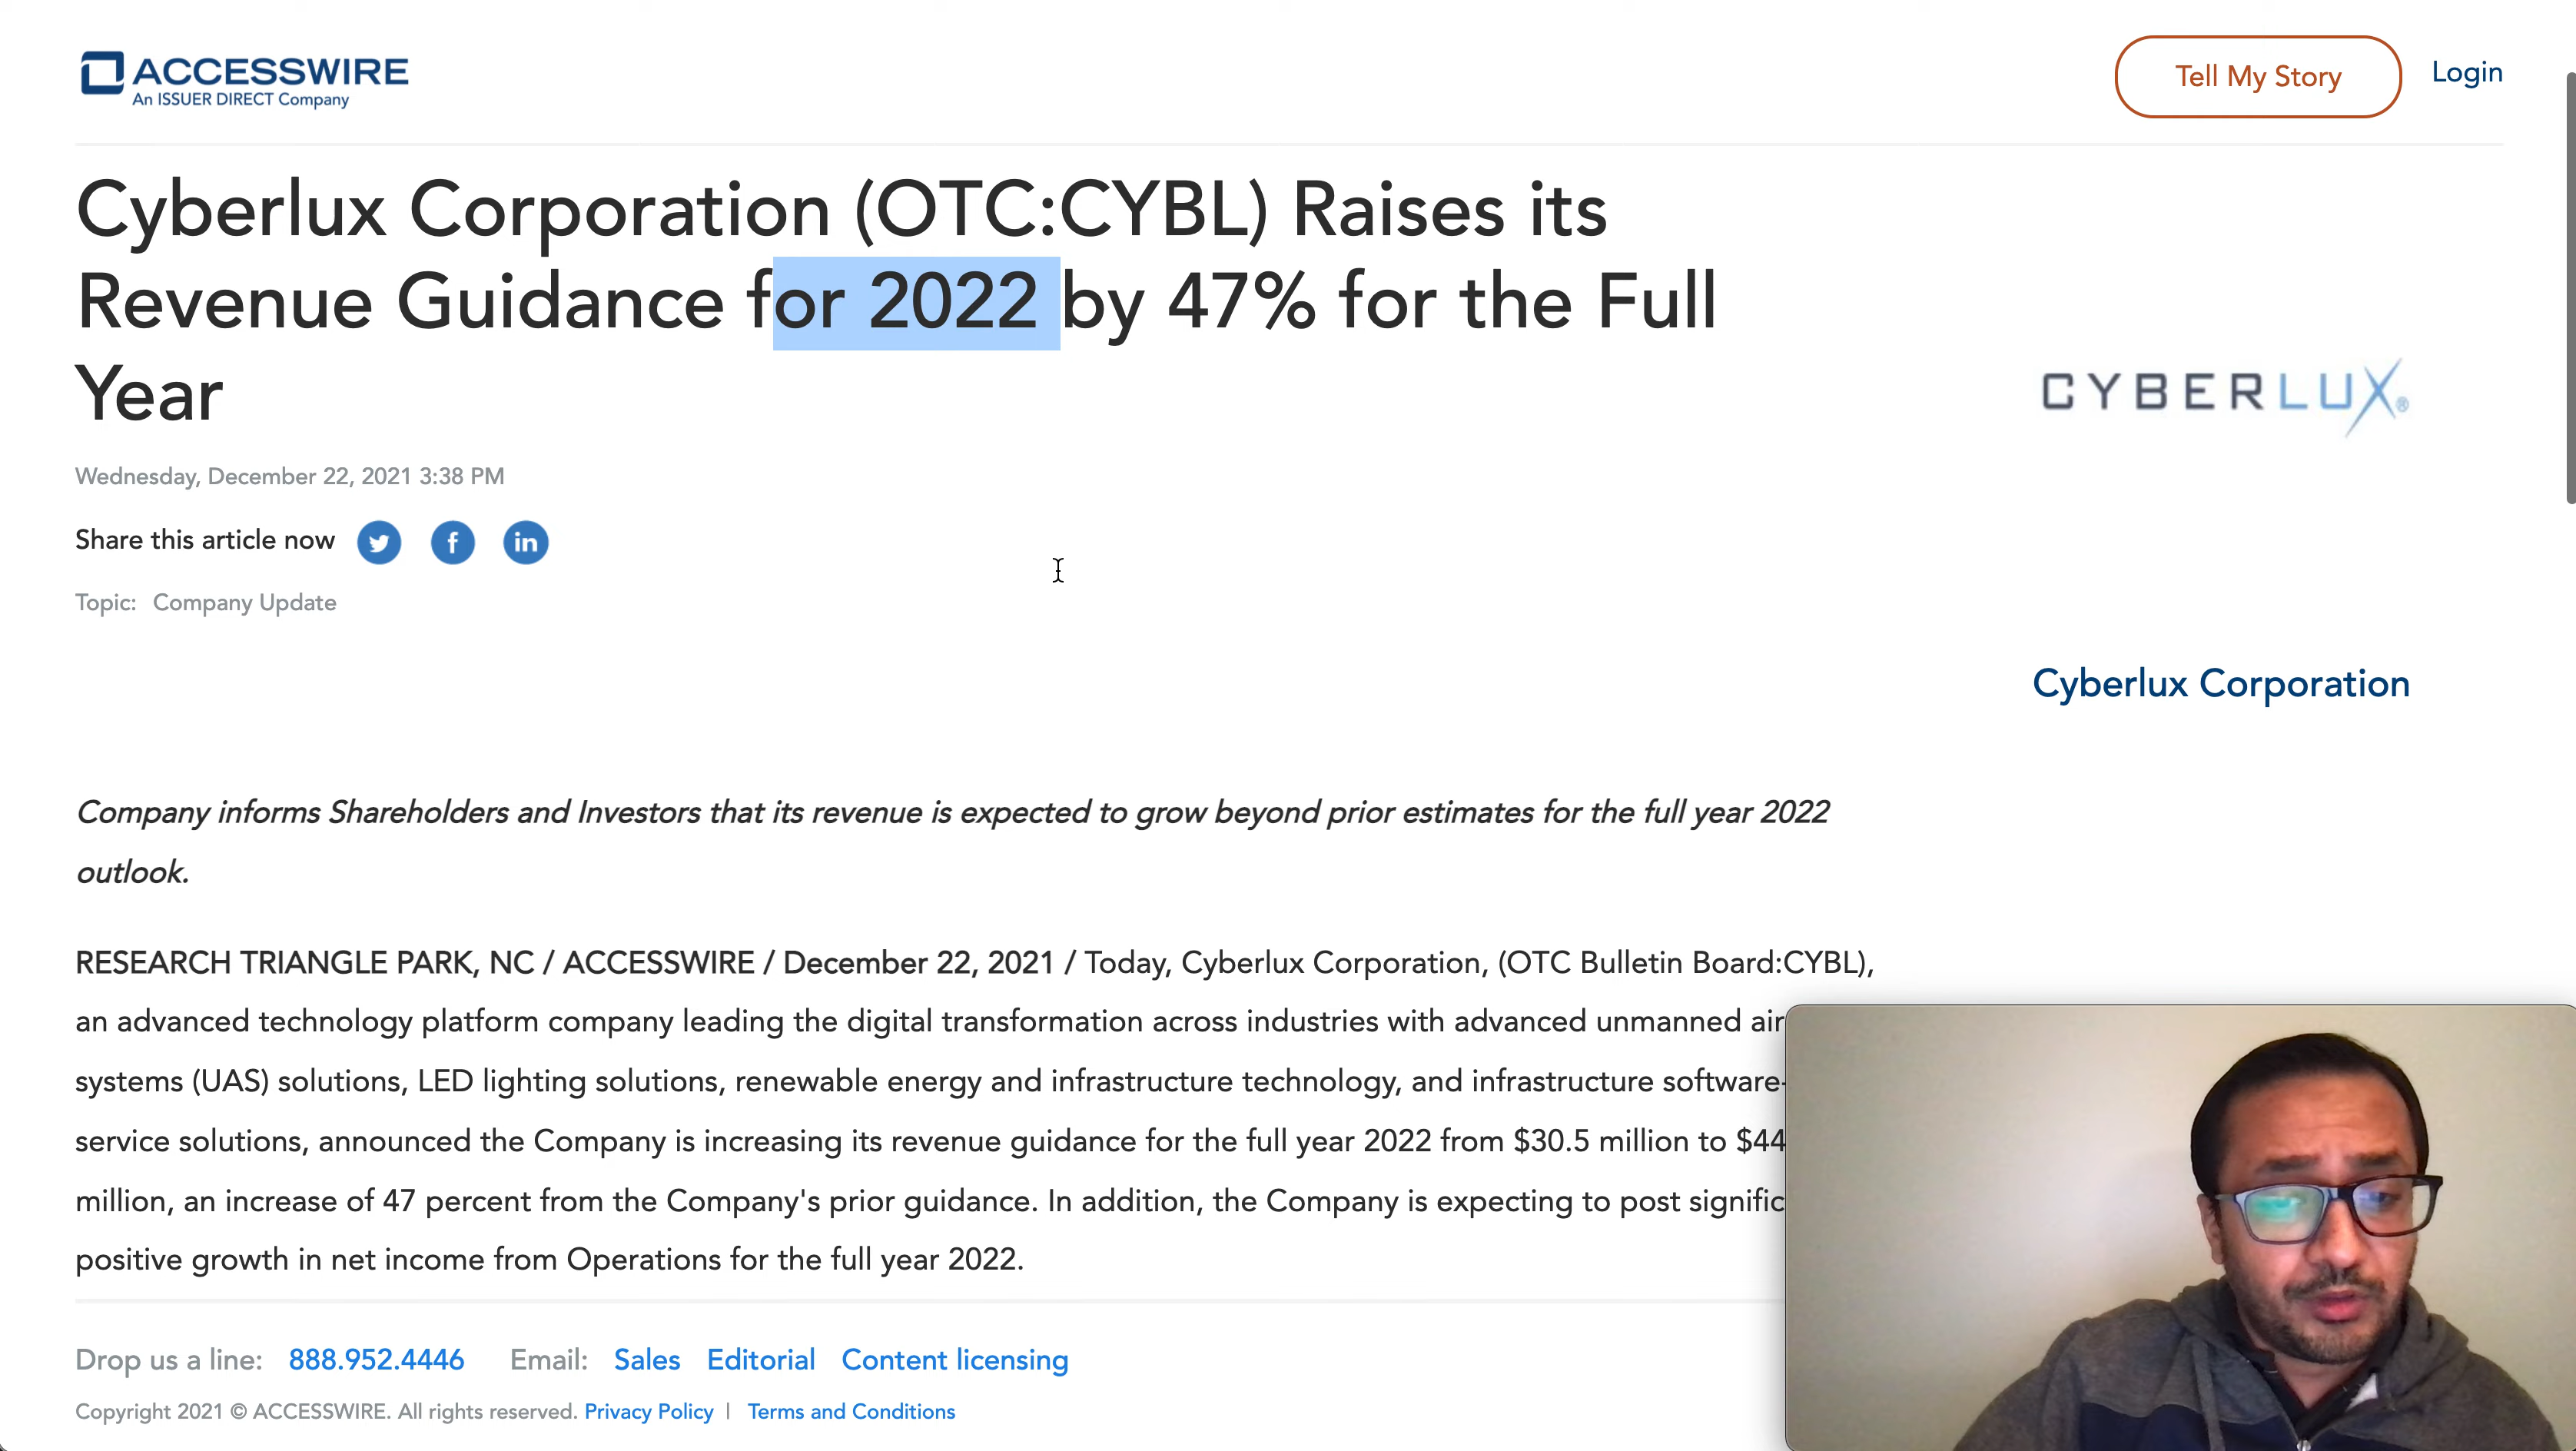 ACCESSWIRE
An ISSUER DIRECT Company
Tell My Story
Login
Cyberlux Corporation (OTC:CYBL) Raises its
Revenue Guidance for 2022 by 47% for the Full
Year
CYBERLUX®
Wednesday, December 22, 2021 3:38 PM
Share this article now
f
in
Topic: Company Update
Cyberlux Corporation
Company informs Shareholders and Investors that its revenue is expected to grow beyond prior estimates for the full year 2022
outlook.
RESEARCH TRIANGLE PARK, NC / ACCESSWIRE / December 22, 2021 / Today, Cyberlux Corporation, (OTC Bulletin Board:CYBL),
an advanced technology platform company leading the digital transformation across industries with advanced unmanned air
systems (UAS) solutions, LED lighting solutions, renewable energy and infrastructure technology, and infrastructure software-
service solutions, announced the Company is increasing its revenue guidance for the full year 2022 from $30.5 million to $44
million, an increase of 47 percent from the Company's prior guidance. In addition, the Company is expecting to post
positive growth in net income from Operations for the full year 2022.
Drop us a line: 888.952.4446 Email: Sales Editorial Content licensing
Copyright 2021 © ACCESSWIRE. All rights reserved. Privacy Policy | Terms and Conditions